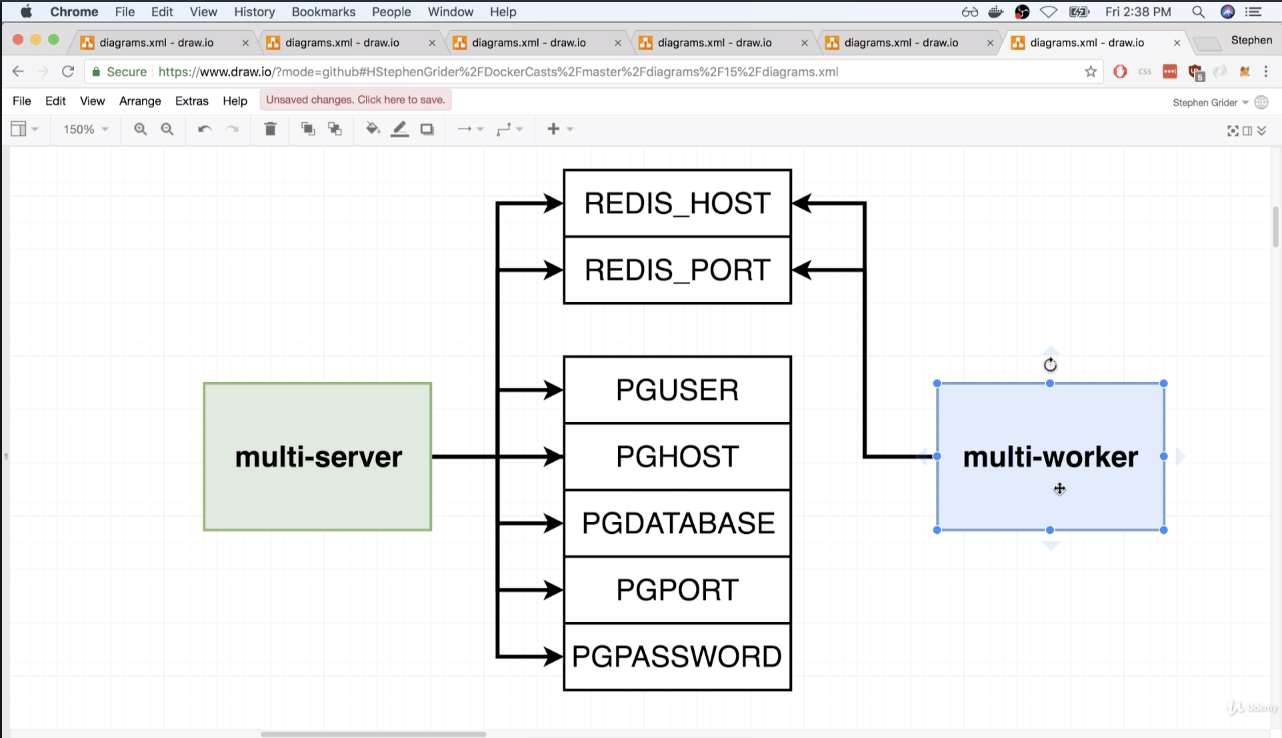 Chrome File Edit View History Bookmarks People Window Help Fri 2:38 PM
diagrams.xml - draw.io diagrams.xml - draw.io diagrams.xml - draw.io diagrams.xml - draw.io diagrams.xml - draw.io diagrams.xml - draw.io Stephen
Secure https://www.draw.io/?mode=github#HStephenGrider%2FDockerCasts%2Fmaster%2Fdiagrams%2F15%2Fdiagrams.xml CSS 5
File Edit View Arrange Extras Help Unsaved changes. Click here to save. Stephen Grider
150%
REDIS_HOST
REDIS_PORT
PGUSER
multi-server
PGHOST
multi-worker
PGDATABASE
PGPORT
PGPASSWORD
Udemy